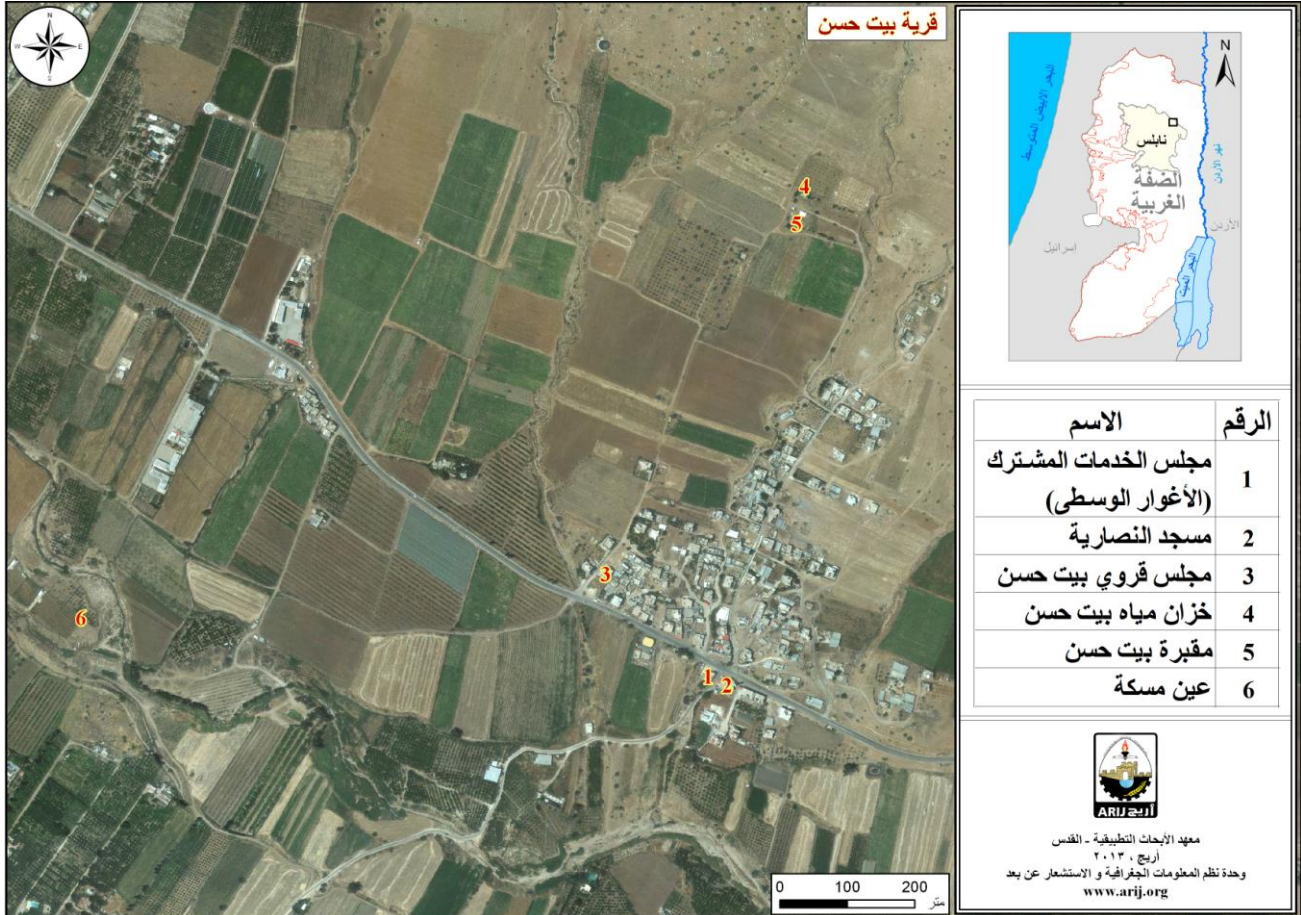 قرية بيت حسن
N
W
E
S
4
5
3
6
1
2
0 100 200
متر
N
البحر الابيض المتوسط
نابلس
نهر الاردن
الضفة
الغربية
الأردن
إسرائيل
البحر الميت
الرقم الاسم
1 مجلس الخدمات المشترك
(الأغوار الوسطى)
2 مسجد النصارية
3 مجلس قروي بيت حسن
4 خزان مياه بيت حسن
5 مقبرة بيت حسن
6 عين مسكة
ARIJ أريج
معهد الأبحاث التطبيقية - القدس
أريج ، ٢٠١٣
وحدة نظم المعلومات الجغرافية و الاستشعار عن بعد
www.arij.org